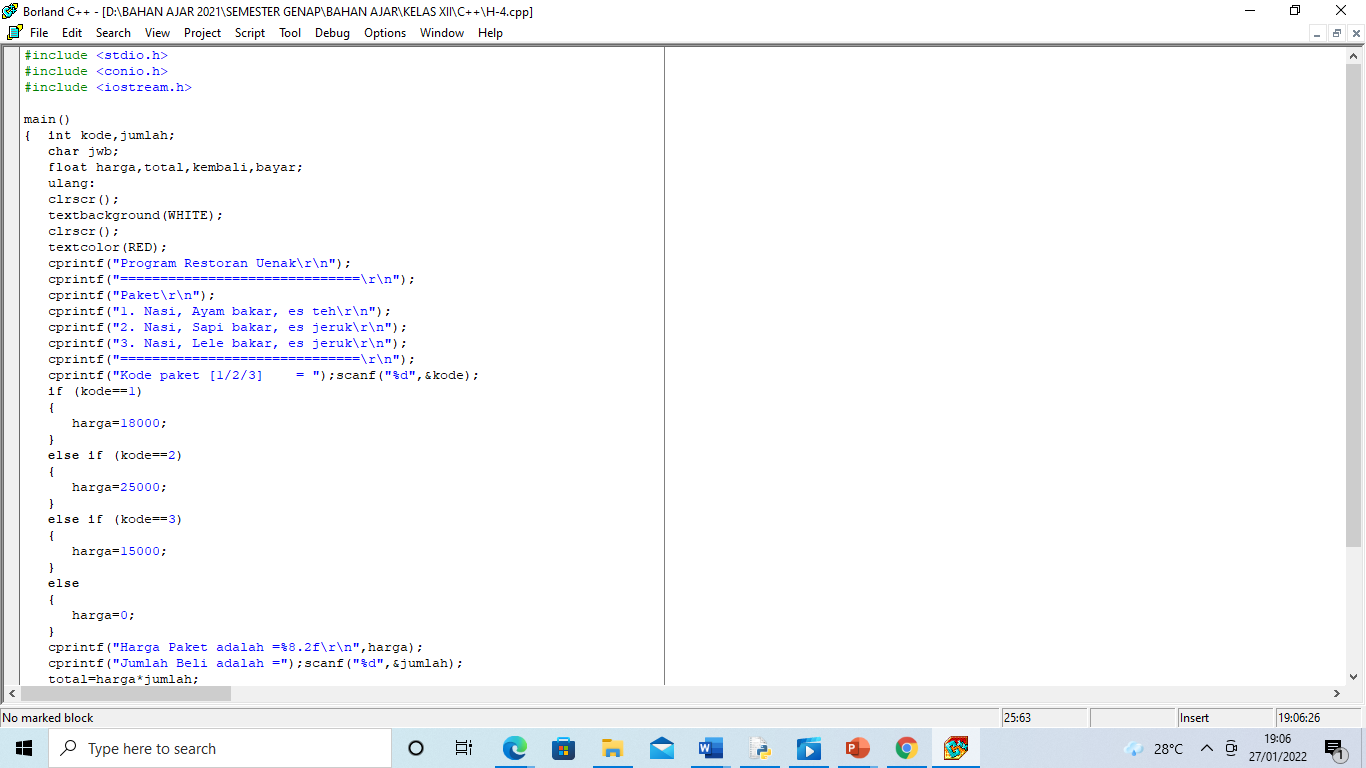 Borland C++ - [D:\BAHAN AJAR 2021\SEMESTER GENAP\BAHAN AJAR\KELAS XII\C++\H-4.cpp]
File Edit Search View Project Script Tool Debug Options Window Help
#include <stdio.h>
#include <conio.h>
#include <iostream.h>

main()
{  int kode,jumlah;
   char jwb;
   float harga,total,kembali,bayar;
   ulang:
   clrscr();
   textbackground(WHITE);
   clrscr();
   textcolor(RED);
   cprintf("Program Restoran Uenak\r\n");
   cprintf("==============================\r\n");
   cprintf("Paket\r\n");
   cprintf("1. Nasi, Ayam bakar, es teh\r\n");
   cprintf("2. Nasi, Sapi bakar, es jeruk\r\n");
   cprintf("3. Nasi, Lele bakar, es jeruk\r\n");
   cprintf("==============================\r\n");
   cprintf("Kode paket [1/2/3]    = ");scanf("%d",&kode);
   if (kode==1)
   {
      harga=18000;
   }
   else if (kode==2)
   {
      harga=25000;
   }
   else if (kode==3)
   {
      harga=15000;
   }
   else
   {
      harga=0;
   }
   cprintf("Harga Paket adalah =%8.2f\r\n",harga);
   cprintf("Jumlah Beli adalah =");scanf("%d",&jumlah);
   total=harga*jumlah;
No marked block 25:63 Insert 19:06:26
Type here to search 28°C 19:06
27/01/2022 1